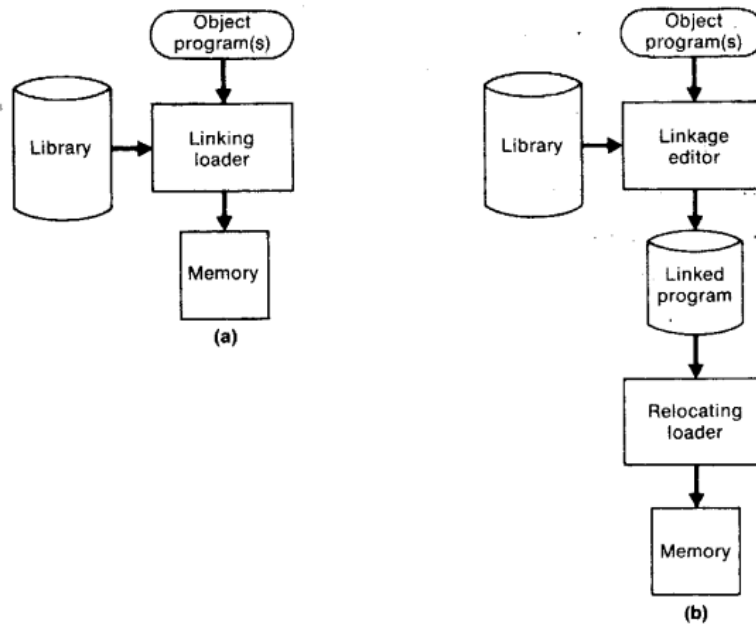 Object
program(s)
Library
Linking
loader
Memory
(a)
Object
program(s)
Library
Linkage
editor
Linked
program
Relocating
loader
Memory
(b)